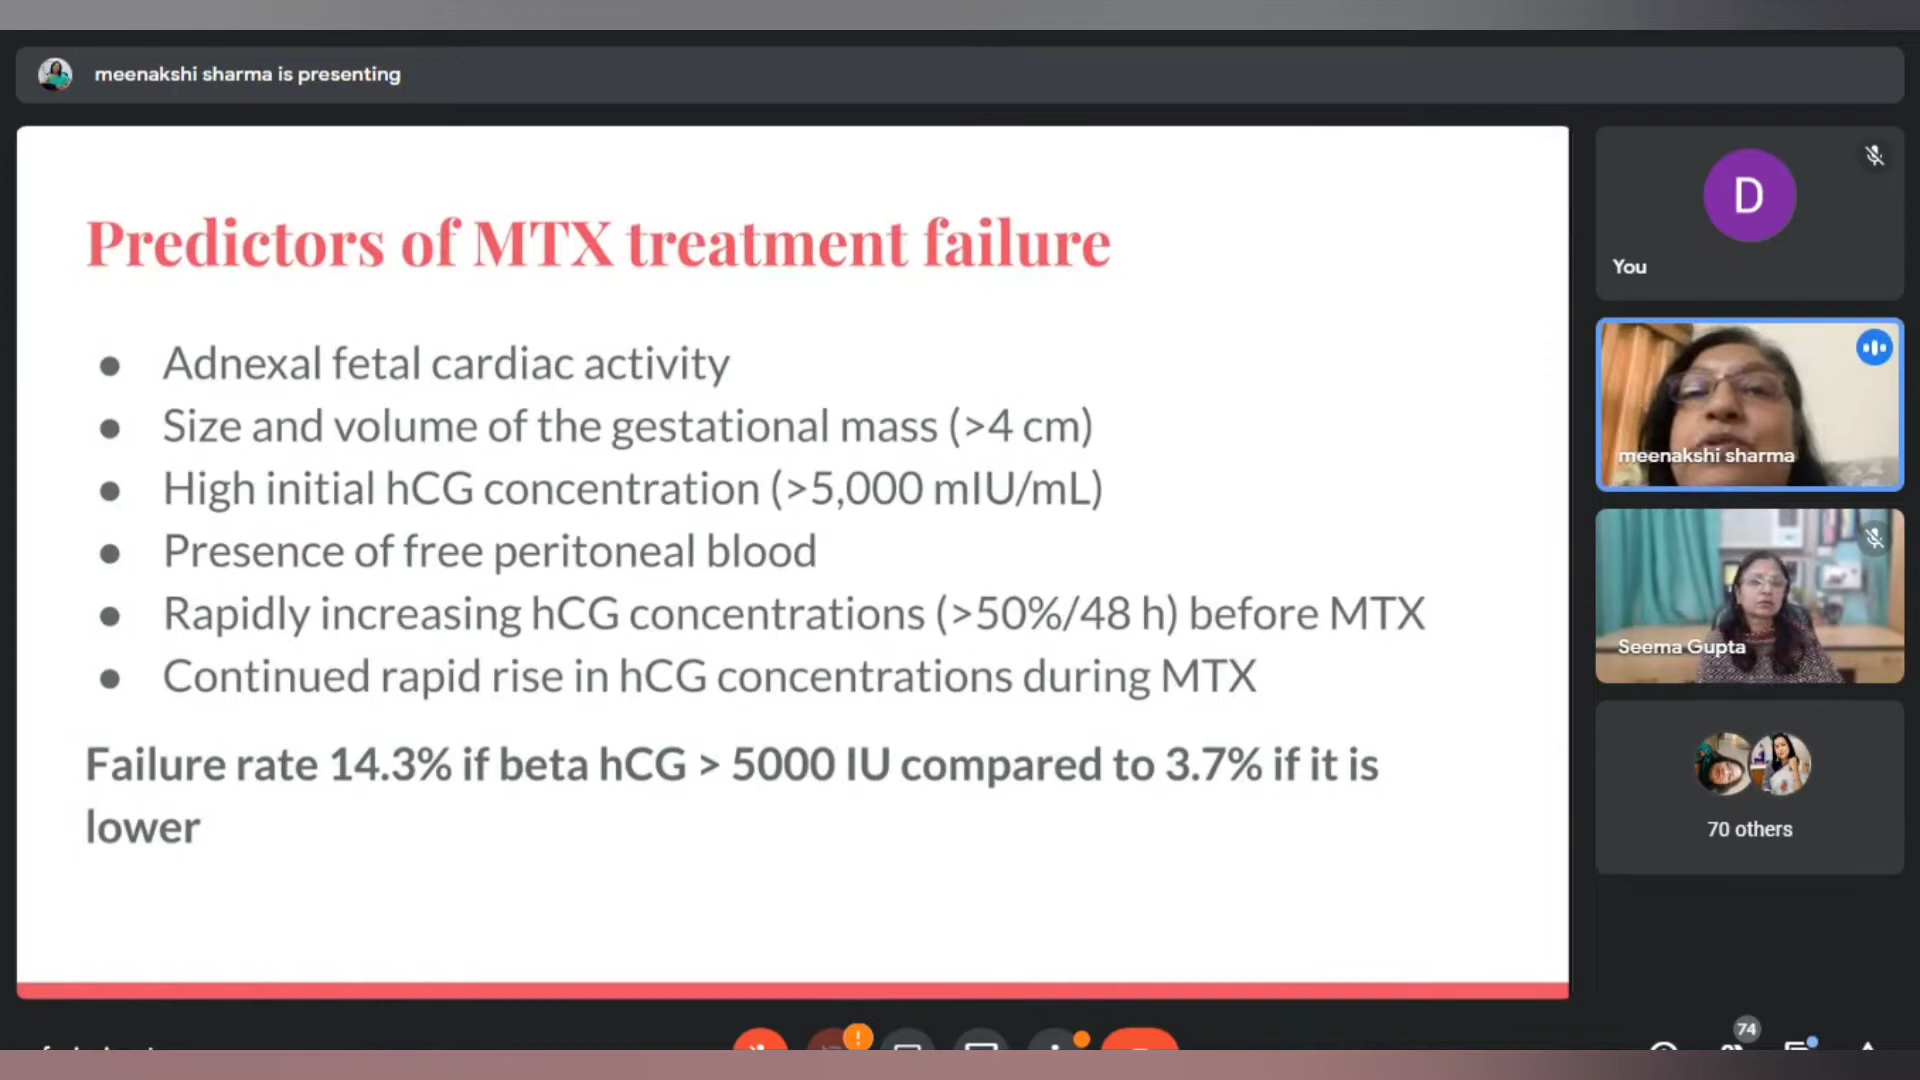 meenakshi sharma is presenting
Predictors of MTX treatment failure
● Adnexal fetal cardiac activity
● Size and volume of the gestational mass (>4 cm)
● High initial hCG concentration (>5,000 mIU/mL)
● Presence of free peritoneal blood
● Rapidly increasing hCG concentrations (>50%/48 h) before MTX
● Continued rapid rise in hCG concentrations during MTX
Failure rate 14.3% if beta hCG > 5000 IU compared to 3.7% if it is
lower
D
You
meenakshi sharma
Seema Gupta
70 others
74